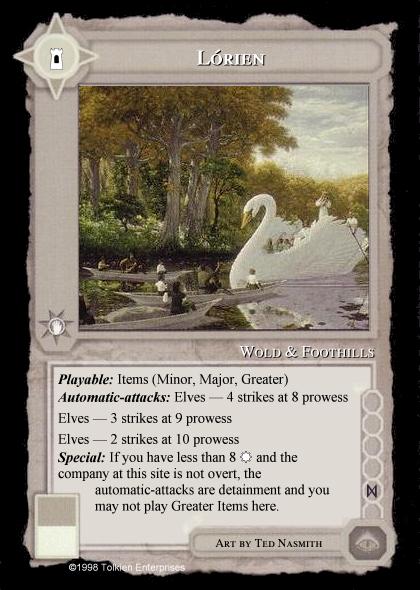 Lórien
Wold & Foothills
Playable: Items (Minor, Major, Greater)
Automatic-attacks: Elves — 4 strikes at 8 prowess
Elves — 3 strikes at 9 prowess
Elves — 2 strikes at 10 prowess
Special: If you have less than 8 and the
company at this site is not overt, the
automatic-attacks are detainment and you
may not play Greater Items here.
Art by Ted Nasmith
©1998 Tolkien Enterprises